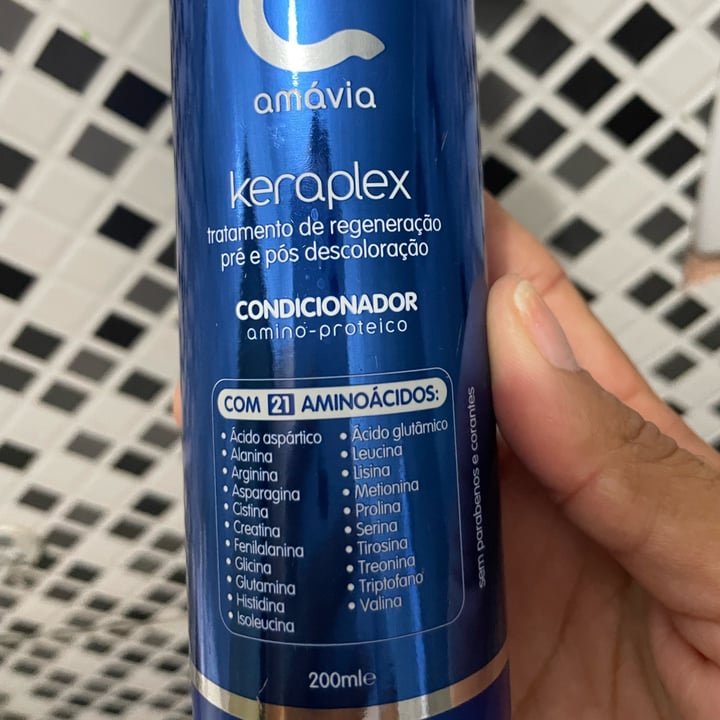 amávia
keraplex
tratamento de regeneração
pré e pós descoloração
CONDICIONADOR
amino-proteico
COM 21 AMINOÁCIDOS:
• Ácido aspártico
• Alanina
• Arginina
• Asparagina
• Cistina
• Creatina
• Fenilalanina
• Glicina
• Glutamina
• Histidina
• Isoleucina
• Ácido glutâmico
• Leucina
• Lisina
• Metionina
• Prolina
• Serina
• Tirosina
• Treonina
• Triptofano
• Valina
sem parabenos e corantes
200ml℮